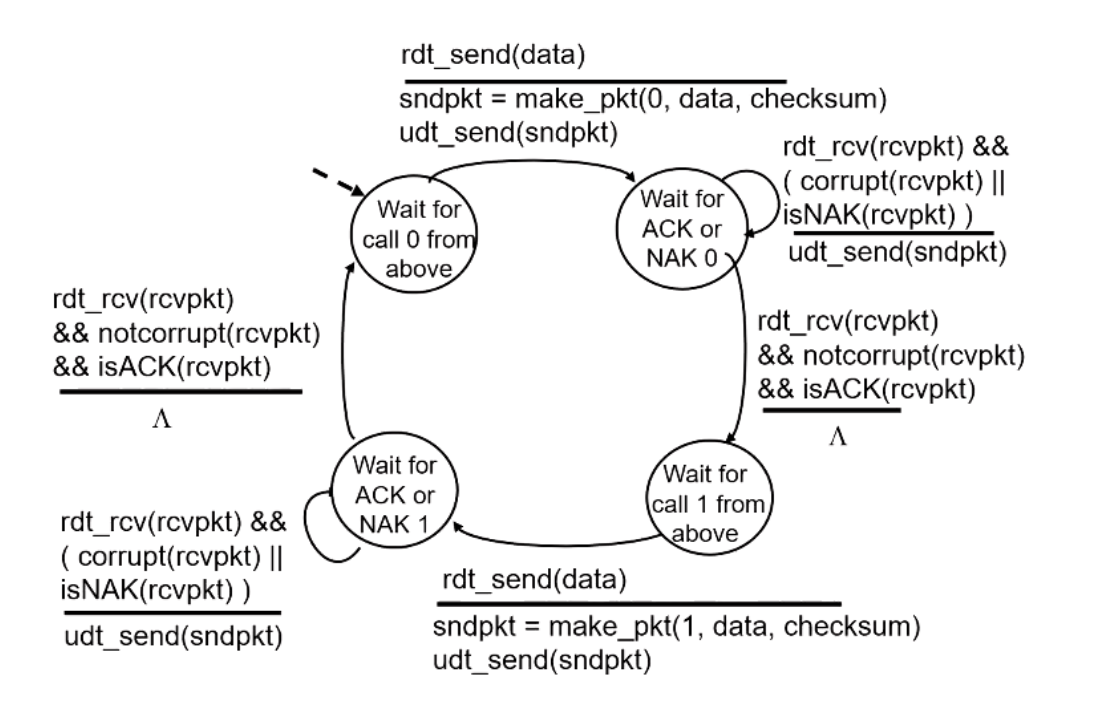 rdt_send(data)
sndpkt = make_pkt(0, data, checksum)
udt_send(sndpkt)
rdt_rcv(rcvpkt) &&
( corrupt(rcvpkt) ||
isNAK(rcvpkt) )
udt_send(sndpkt)
Wait for
call 0 from
above
Wait for
ACK or
NAK 0
rdt_rcv(rcvpkt)
&& notcorrupt(rcvpkt)
&& isACK(rcvpkt)
Λ
rdt_rcv(rcvpkt)
&& notcorrupt(rcvpkt)
&& isACK(rcvpkt)
Λ
Wait for
ACK or
NAK 1
Wait for
call 1 from
above
rdt_rcv(rcvpkt) &&
( corrupt(rcvpkt) ||
isNAK(rcvpkt) )
udt_send(sndpkt)
rdt_send(data)
sndpkt = make_pkt(1, data, checksum)
udt_send(sndpkt)